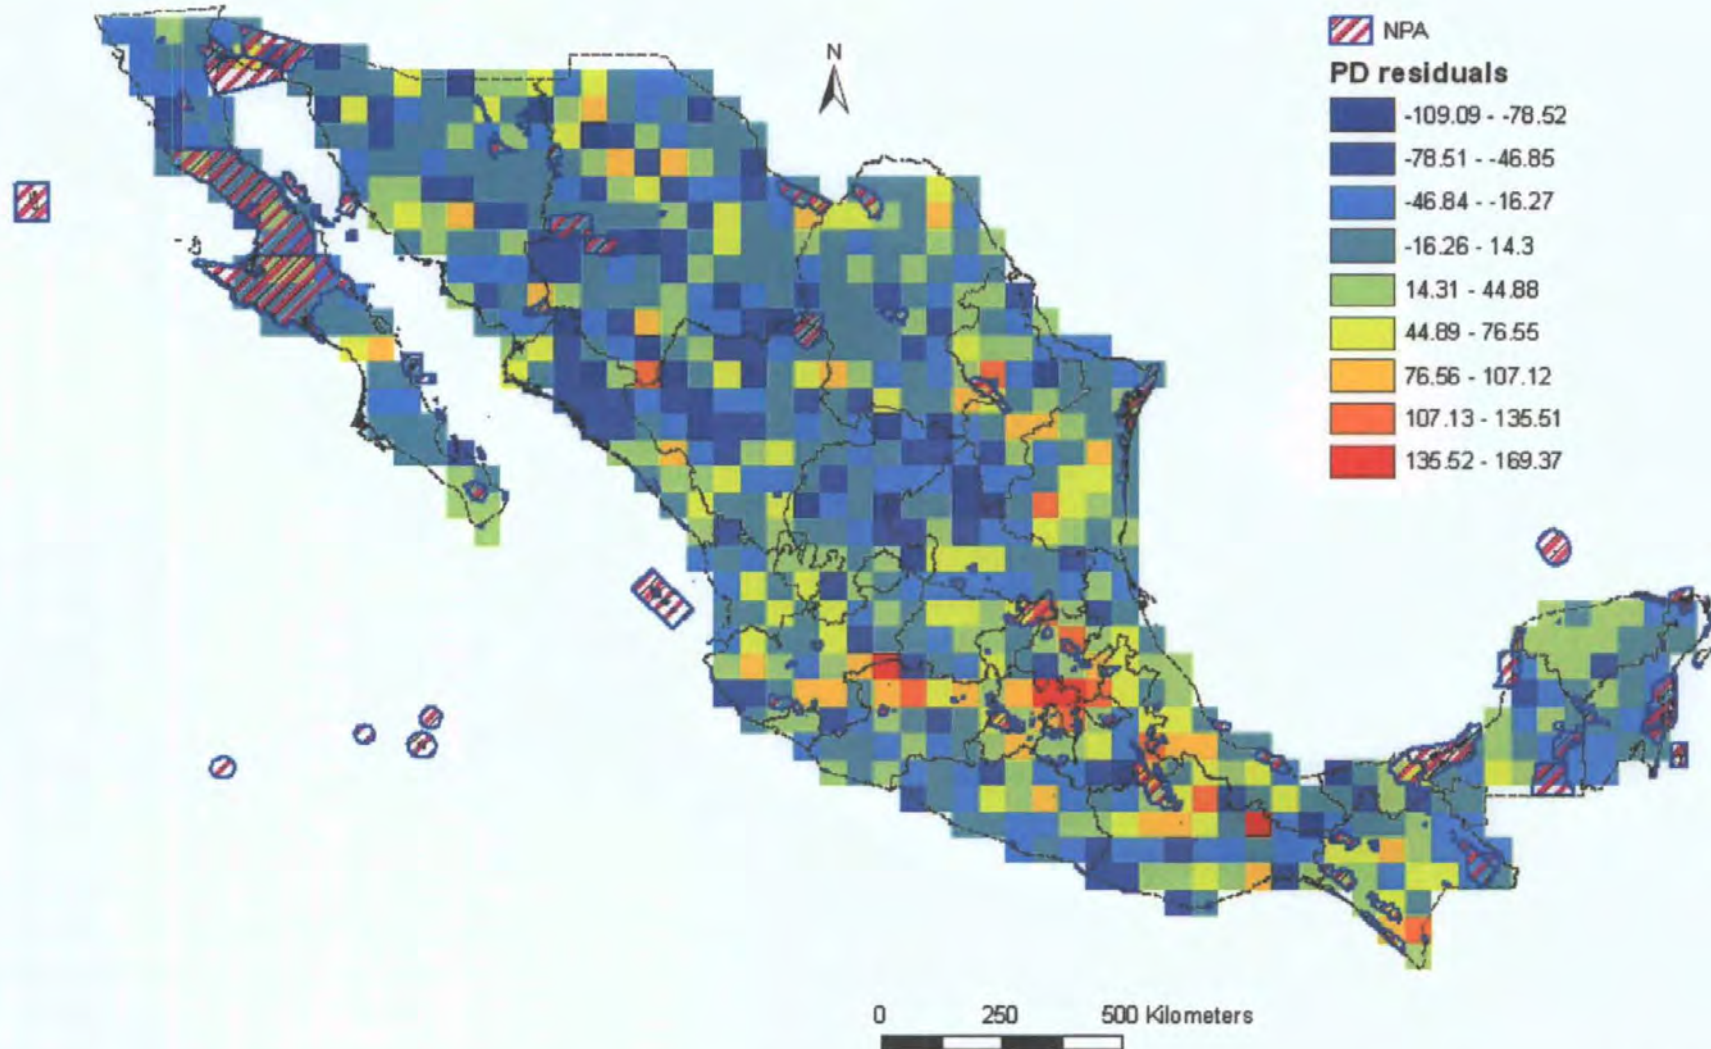 N
NPA
PD residuals
-109.09 - -78.52
-78.51 - -46.85
-46.84 - -16.27
-16.26 - 14.3
14.31 - 44.88
44.89 - 76.55
76.56 - 107.12
107.13 - 135.51
135.52 - 169.37
0 250 500 Kilometers